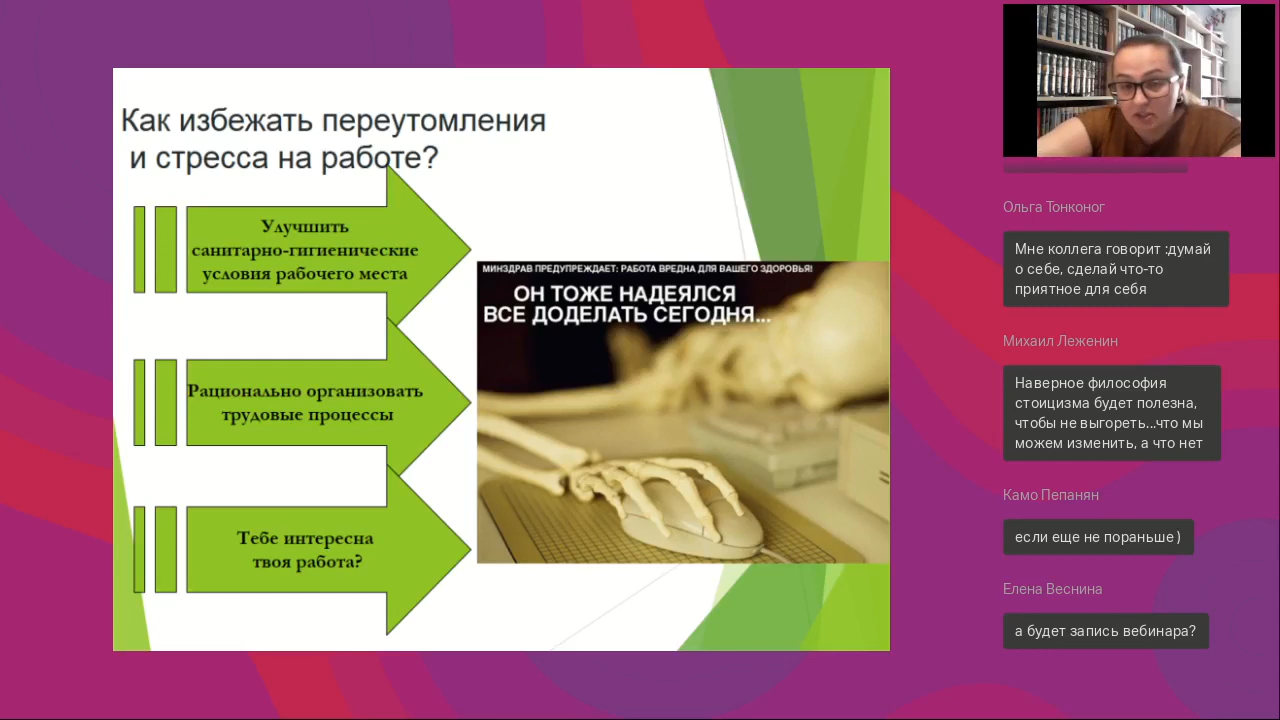 Как избежать переутомления
и стресса на работе?
Улучшить
санитарно-гигиенические
условия рабочего места
Рационально организовать
трудовые процессы
Тебе интересна
твоя работа?
МИНЗДРАВ ПРЕДУПРЕЖДАЕТ: РАБОТА ВРЕДНА ДЛЯ ВАШЕГО ЗДОРОВЬЯ!
ОН ТОЖЕ НАДЕЯЛСЯ
ВСЕ ДОДЕЛАТЬ СЕГОДНЯ...
Ольга Тонконог
Мне коллега говорит :думай
о себе, сделай что-то
приятное для себя
Михаил Леженин
Наверное философия
стоицизма будет полезна,
чтобы не выгореть...что мы
можем изменить, а что нет
Камо Пепанян
если еще не пораньше )
Елена Веснина
а будет запись вебинара?